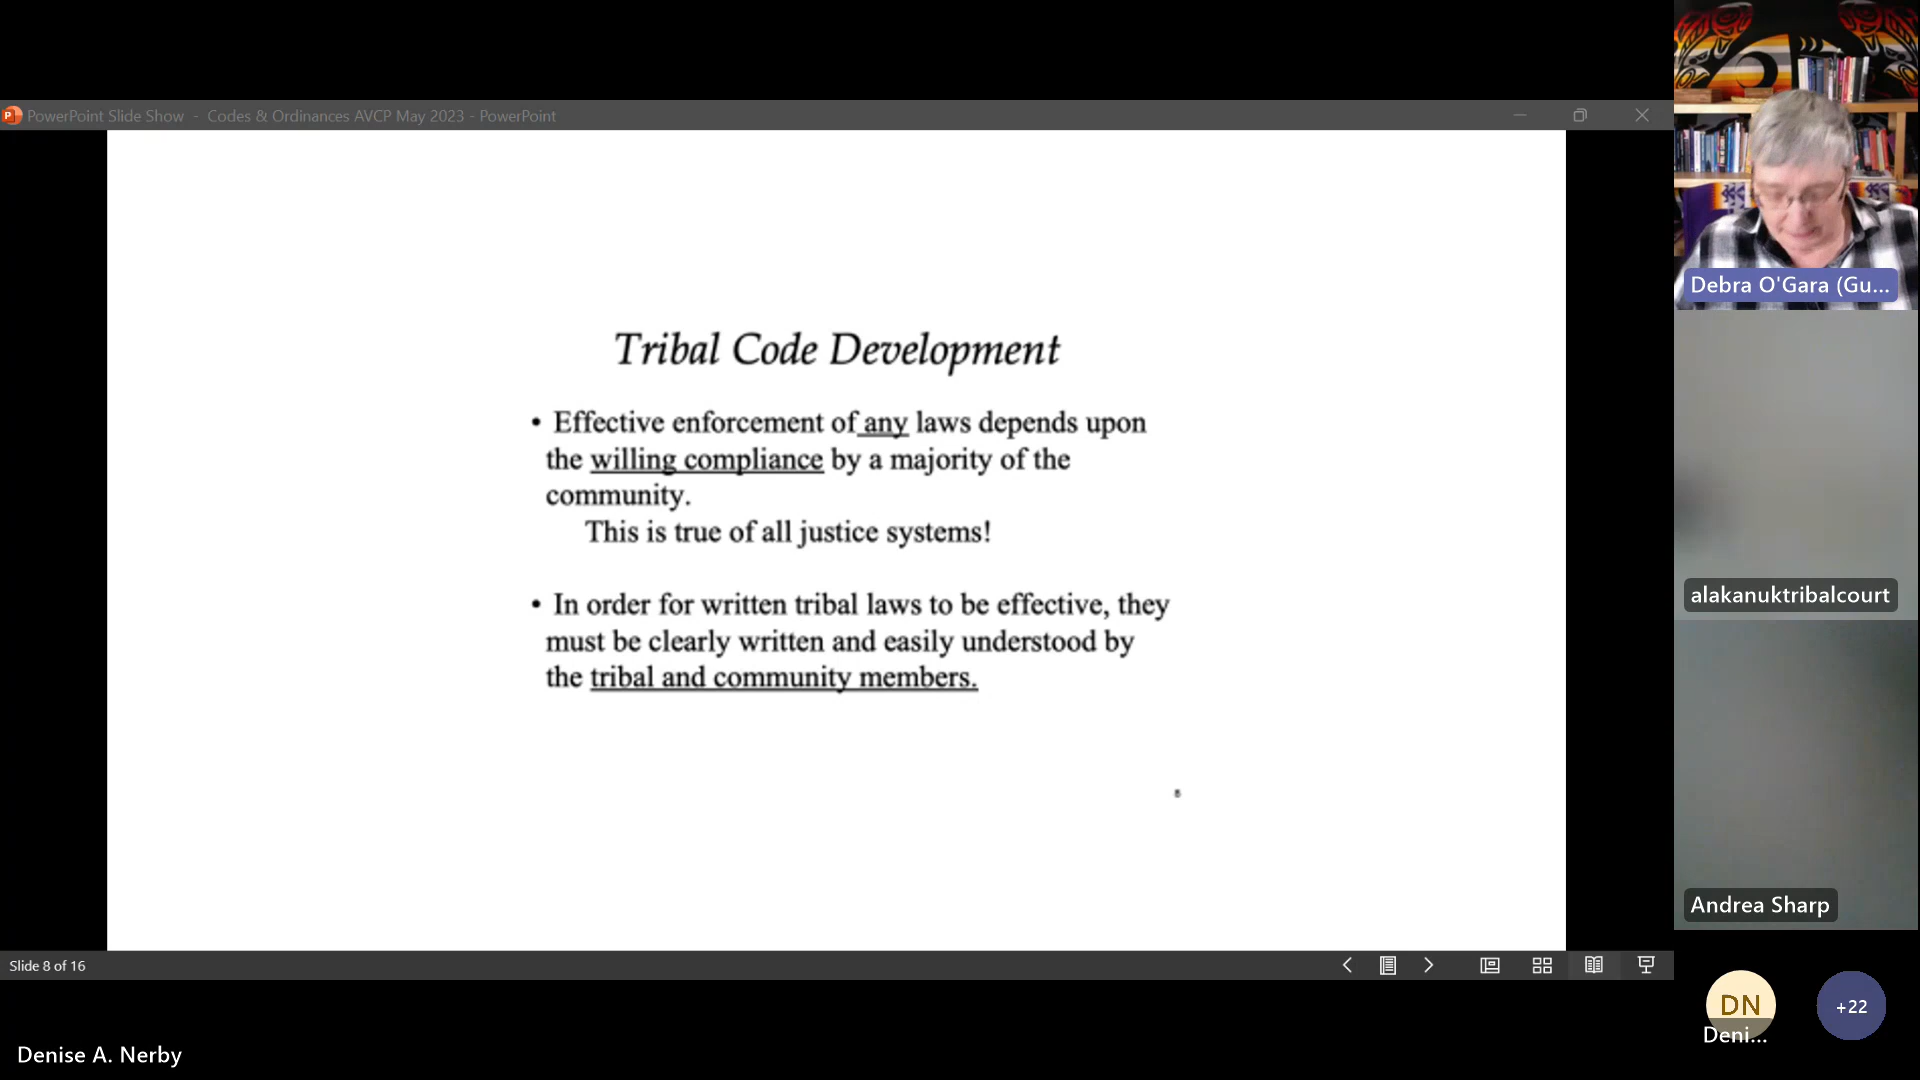 PowerPoint Slide Show - Codes & Ordinances AVCP May 2023 - PowerPoint
Tribal Code Development
• Effective enforcement of any laws depends upon
the willing compliance by a majority of the
community.
This is true of all justice systems!
• In order for written tribal laws to be effective, they
must be clearly written and easily understood by
the tribal and community members.
8
Slide 8 of 16
Denise A. Nerby
Debra O'Gara (Gu...
alakanuktribalcourt
Andrea Sharp
DN
Deni...
+22